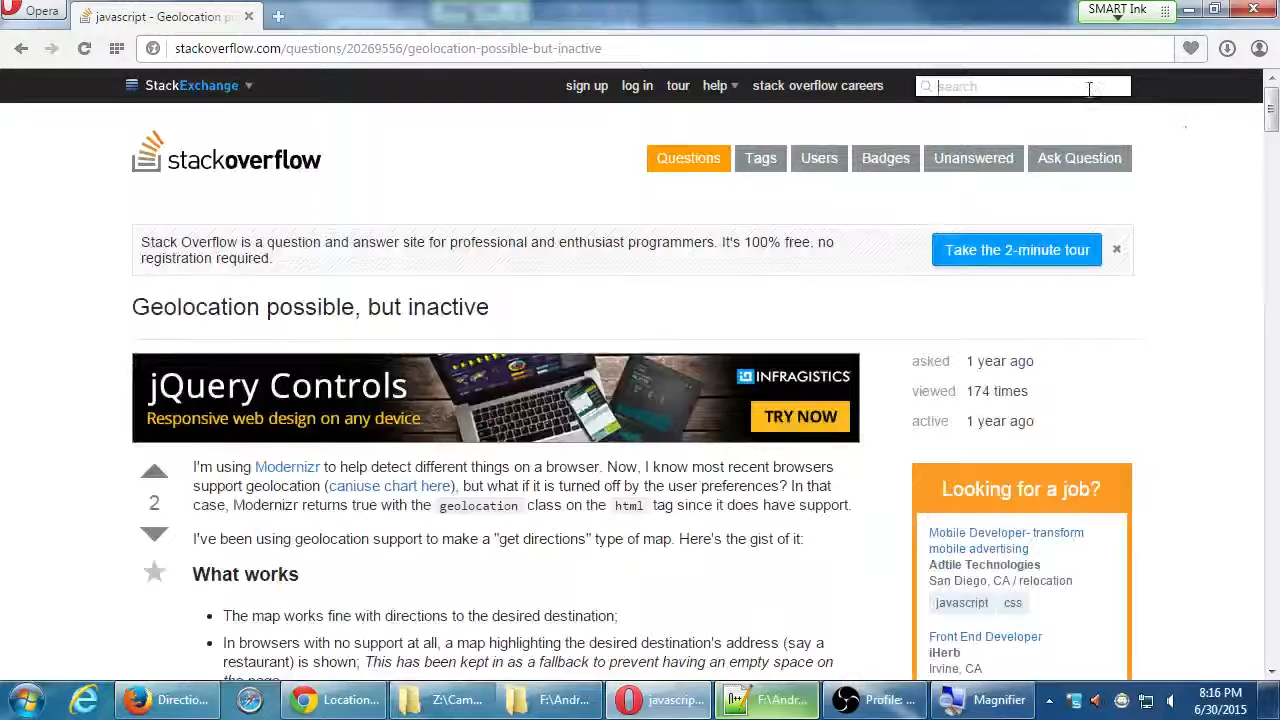 Opera
javascript - Geolocation po
SMART Ink
stackoverflow.com/questions/20269556/geolocation-possible-but-inactive
StackExchange
sign up log in tour help stack overflow careers
search
stackoverflow
Questions Tags Users Badges Unanswered Ask Question
Stack Overflow is a question and answer site for professional and enthusiast programmers. It's 100% free, no
registration required.
Take the 2-minute tour
Geolocation possible, but inactive
asked 1 year ago
viewed 174 times
active 1 year ago
jQuery Controls
Responsive web design on any device
INFRAGISTICS
TRY NOW
2
I'm using Modernizr to help detect different things on a browser. Now, I know most recent browsers
support geolocation (caniuse chart here), but what if it is turned off by the user preferences? In that
case, Modernizr returns true with the geolocation class on the html tag since it does have support.
I've been using geolocation support to make a "get directions" type of map. Here's the gist of it:
What works
The map works fine with directions to the desired destination;
In browsers with no support at all, a map highlighting the desired destination's address (say a
restaurant) is shown; This has been kept in as a fallback to prevent having an empty space on
Looking for a job?
Mobile Developer- transform
mobile advertising
Adtile Technologies
San Diego, CA / relocation
javascript css
Front End Developer
iHerb
Irvine, CA
Directio...
Location...
Z:\Cam...
F:\Andr...
javascrip...
F:\Andr...
Profile: ...
Magnifier
8:16 PM
6/30/2015